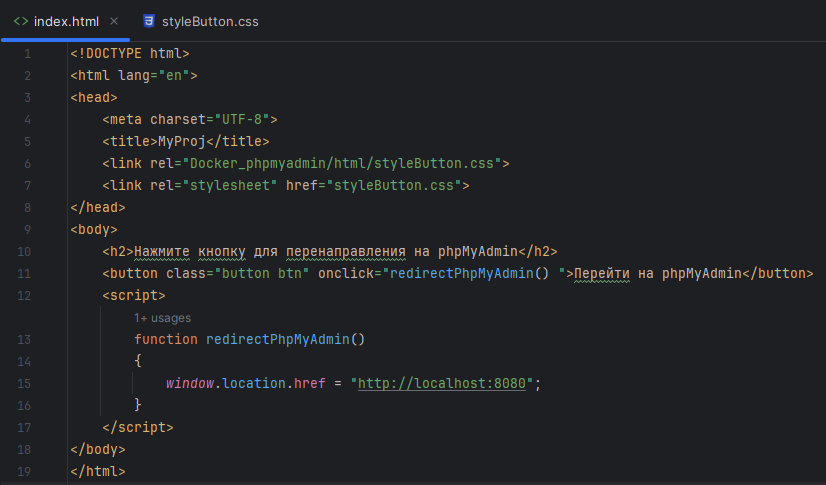 index.html
styleButton.css
1 <!DOCTYPE html>
2 <html lang="en">
3 <head>
4 <meta charset="UTF-8">
5 <title>MyProj</title>
6 <link rel="Docker_phpmyadmin/html/styleButton.css">
7 <link rel="stylesheet" href="styleButton.css">
8 </head>
9 <body>
10 <h2>Нажмите кнопку для перенаправления на phpMyAdmin</h2>
11 <button class="button btn" onclick="redirectPhpMyAdmin() ">Перейти на phpMyAdmin</button>
12 <script>
1+ usages
13 function redirectPhpMyAdmin()
14 {
15 window.location.href = "http://localhost:8080";
16 }
17 </script>
18 </body>
19 </html>